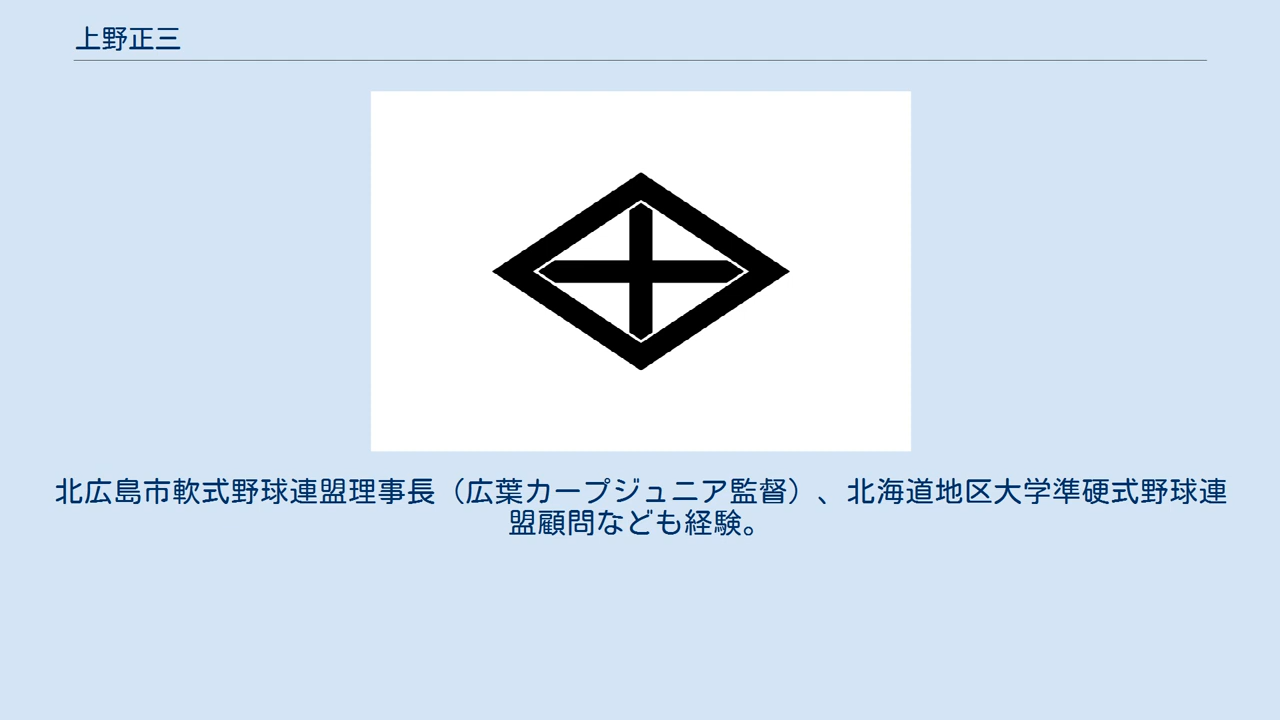 上野正三
北広島市軟式野球連盟理事長（広葉カープジュニア監督）、北海道地区大学準硬式野球連
盟顧問なども経験。